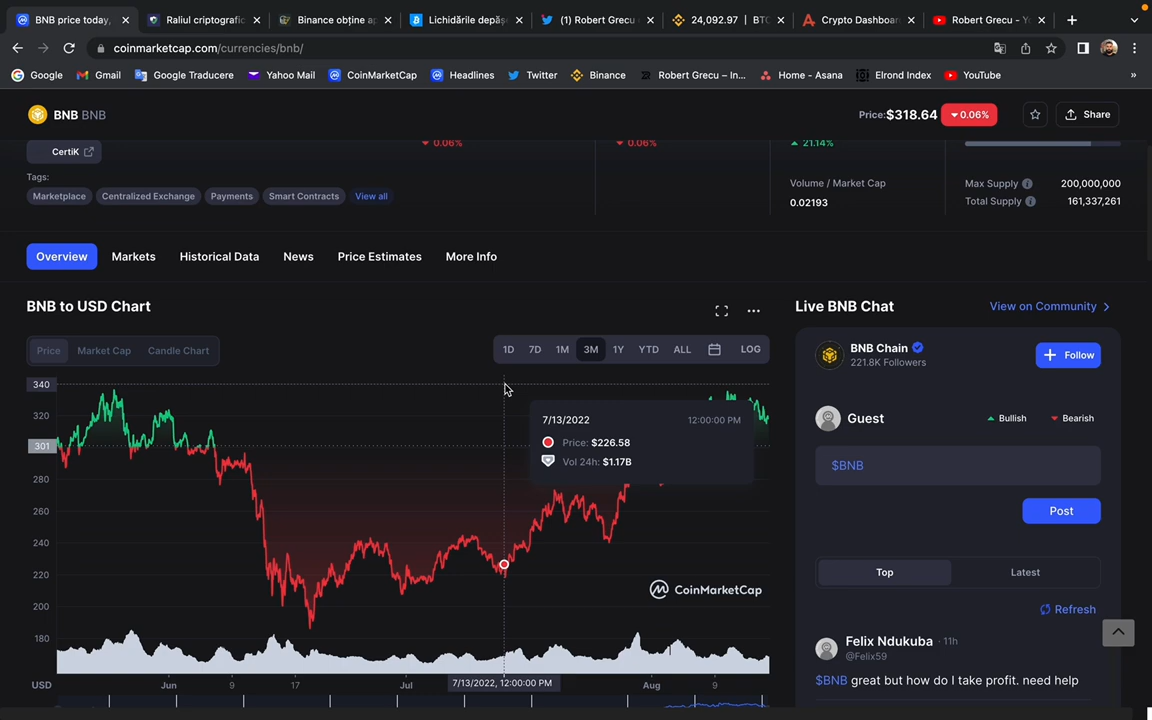 BNB price today,
Raliul criptografic
Binance obține ap
Lichidările depăș
(1) Robert Grecu
24,092.97 | BTC
Crypto Dashboar
Robert Grecu - Yo
coinmarketcap.com/currencies/bnb/
Google
Gmail
Google Traducere
Yahoo Mail
CoinMarketCap
Headlines
Twitter
Binance
Robert Grecu – In...
Home - Asana
Elrond Index
YouTube
»
BNB BNB
Price:$318.64
0.06%
Share
CertiK
0.06%
0.06%
21.14%
Tags:
Marketplace
Centralized Exchange
Payments
Smart Contracts
View all
Volume / Market Cap
0.02193
Max Supply
200,000,000
Total Supply
161,337,261
Overview
Markets
Historical Data
News
Price Estimates
More Info
BNB to USD Chart
Price
Market Cap
Candle Chart
1D
7D
1M
3M
1Y
YTD
ALL
LOG
340
320
301
280
260
240
220
200
180
7/13/2022
12:00:00 PM
Price: $226.58
Vol 24h: $1.17B
CoinMarketCap
USD
Jun
9
17
Jul
7/13/2022, 12:00:00 PM
Aug
9
Live BNB Chat
View on Community
BNB Chain
221.8K Followers
Follow
Guest
Bullish
Bearish
$BNB
Post
Top
Latest
Refresh
Felix Ndukuba · 11h
@Felix59
$BNB great but how do I take profit. need help